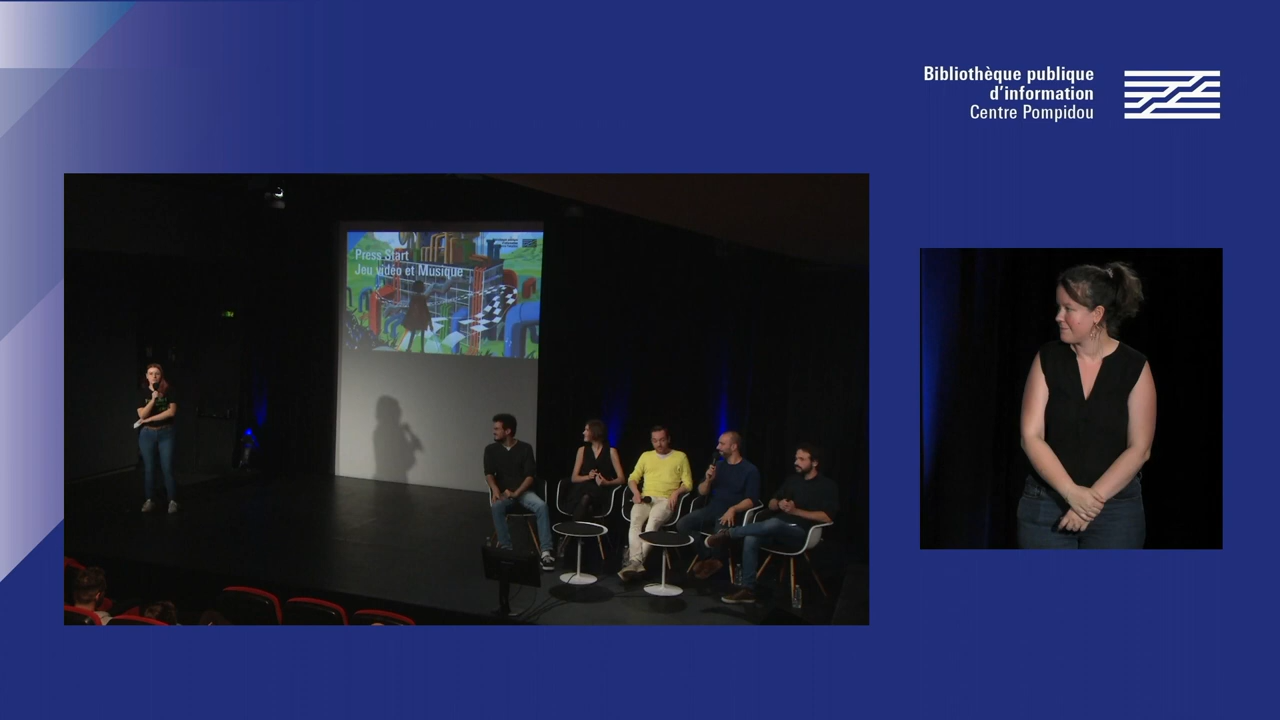 Bibliothèque publique
d'information
Centre Pompidou
Press Start
Jeu vidéo et Musique